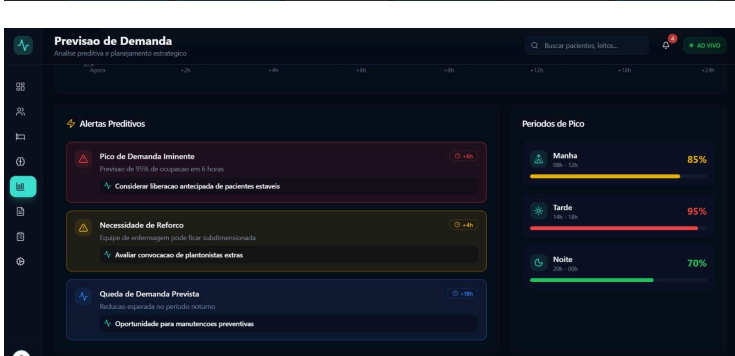 Previsao de Demanda
Analise preditiva e planejamento estrategico
Buscar pacientes, leitos...
4
AO VIVO
Agora
+2h
+4h
+6h
+8h
+12h
+18h
+24h
Alertas Preditivos
Pico de Demanda Iminente
+6h
Previsao de 95% de ocupacao em 6 horas
Considerar liberacao antecipada de pacientes estaveis
Necessidade de Reforco
+4h
Equipe de enfermagem pode ficar subdimensionada
Avaliar convocacao de plantonistas extras
Queda de Demanda Prevista
+18h
Reducao esperada no periodo noturno
Oportunidade para manutencoes preventivas
Periodos de Pico
Manha
08h - 12h
85%
Tarde
14h - 18h
95%
Noite
20h - 00h
70%